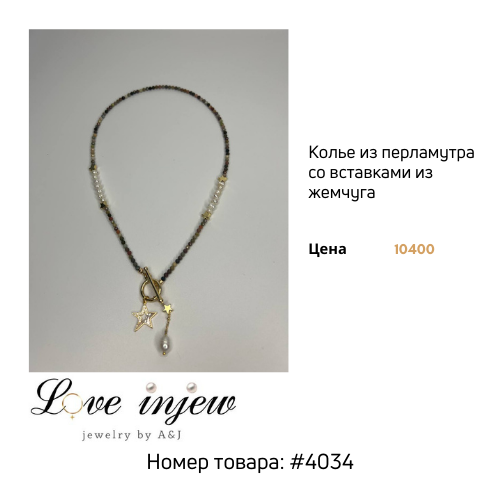 Колье из перламутра
со вставками из
жемчуга
Цена 10400
Love injew
jewelry by A&J
Номер товара: #4034